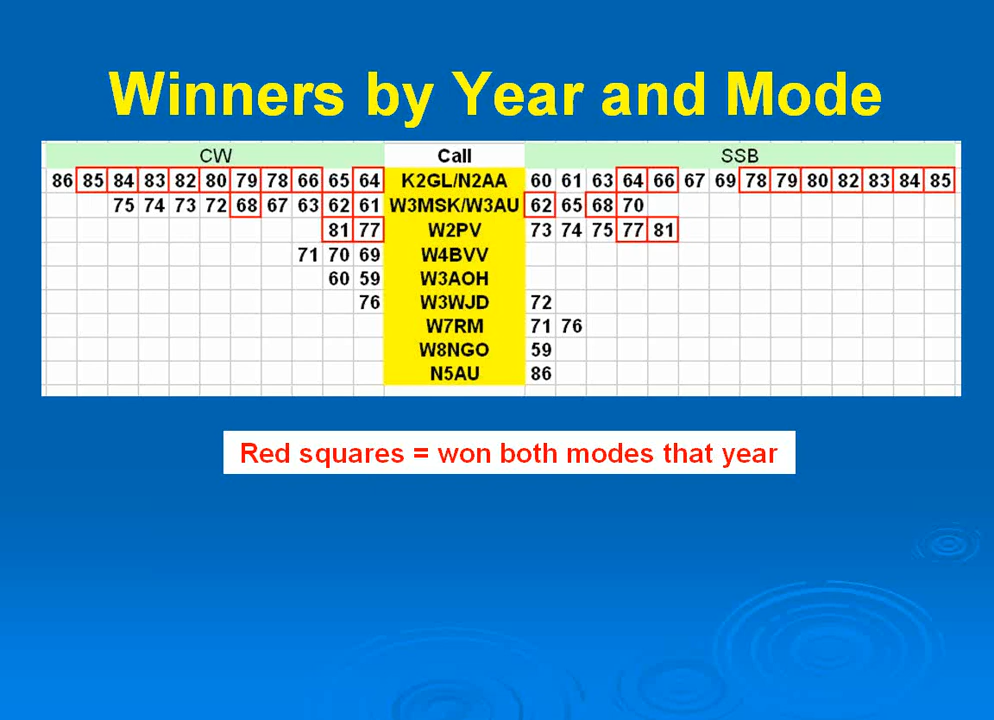 Winners by Year and Mode
CW Call SSB
86 85 84 83 82 80 79 78 66 65 64 K2GL/N2AA 60 61 63 64 66 67 69 78 79 80 82 83 84 85
75 74 73 72 68 67 63 62 61 W3MSK/W3AU 62 65 68 70
81 77 W2PV 73 74 75 77 81
71 70 69 W4BVV
60 59 W3AOH
76 W3WJD 72
W7RM 71 76
W8NGO 59
N5AU 86
Red squares = won both modes that year